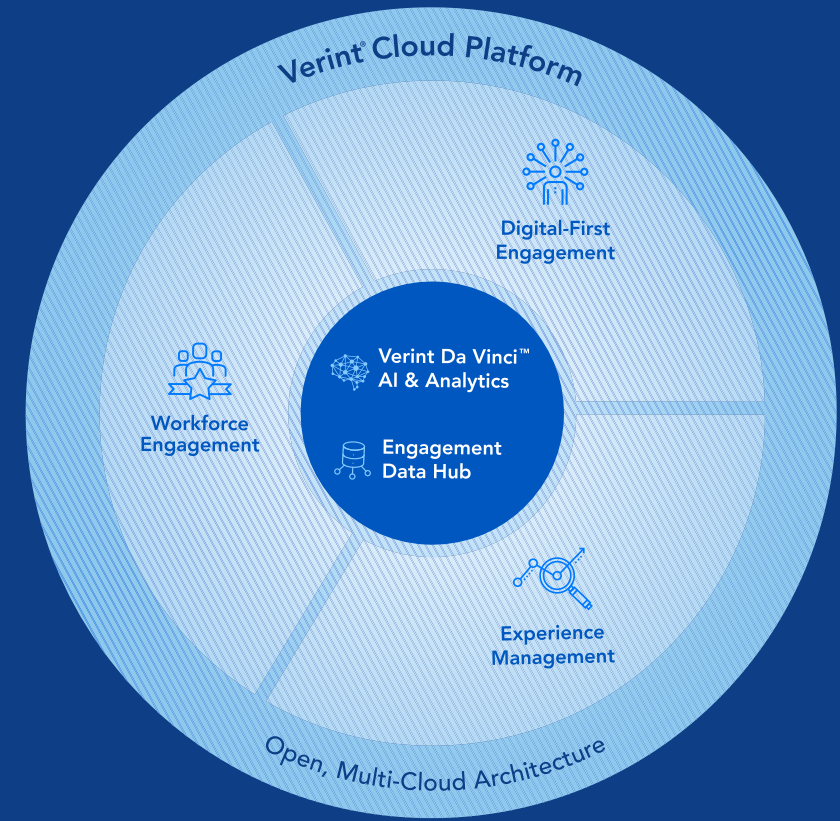 Verint® Cloud Platform
Digital-First
Engagement
Verint Da Vinci™
AI & Analytics
Workforce
Engagement
Engagement
Data Hub
Experience
Management
Open, Multi-Cloud Architecture